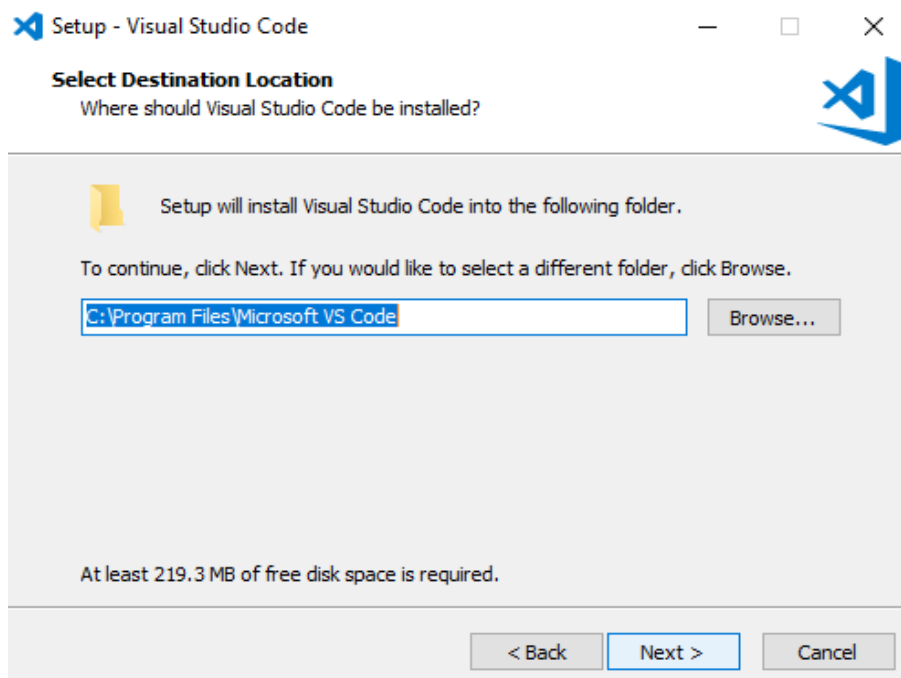 Setup - Visual Studio Code
Select Destination Location
Where should Visual Studio Code be installed?
Setup will install Visual Studio Code into the following folder.
To continue, click Next. If you would like to select a different folder, click Browse.
C:\Program Files\Microsoft VS Code
Browse...
At least 219.3 MB of free disk space is required.
< Back
Next >
Cancel